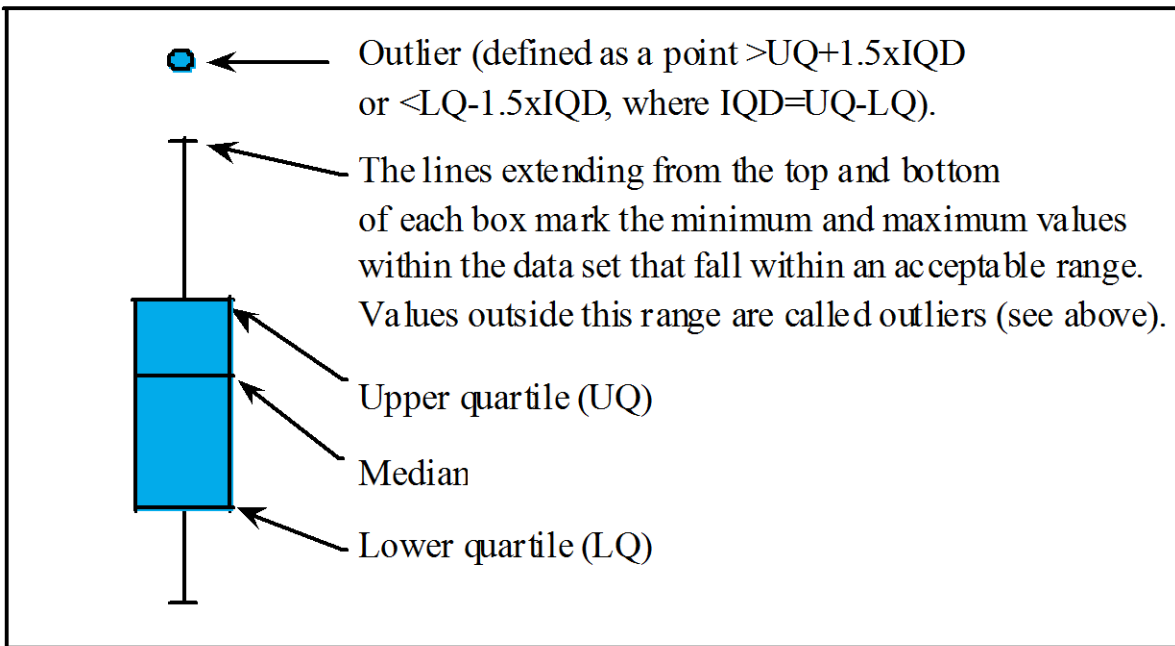 Outlier (defined as a point >UQ+1.5xIQD
or <LQ-1.5xIQD, where IQD=UQ-LQ).
The lines extending from the top and bottom
of each box mark the minimum and maximum values
within the data set that fall within an acceptable range.
Values outside this range are called outliers (see above).
Upper quartile (UQ)
Median
Lower quartile (LQ)